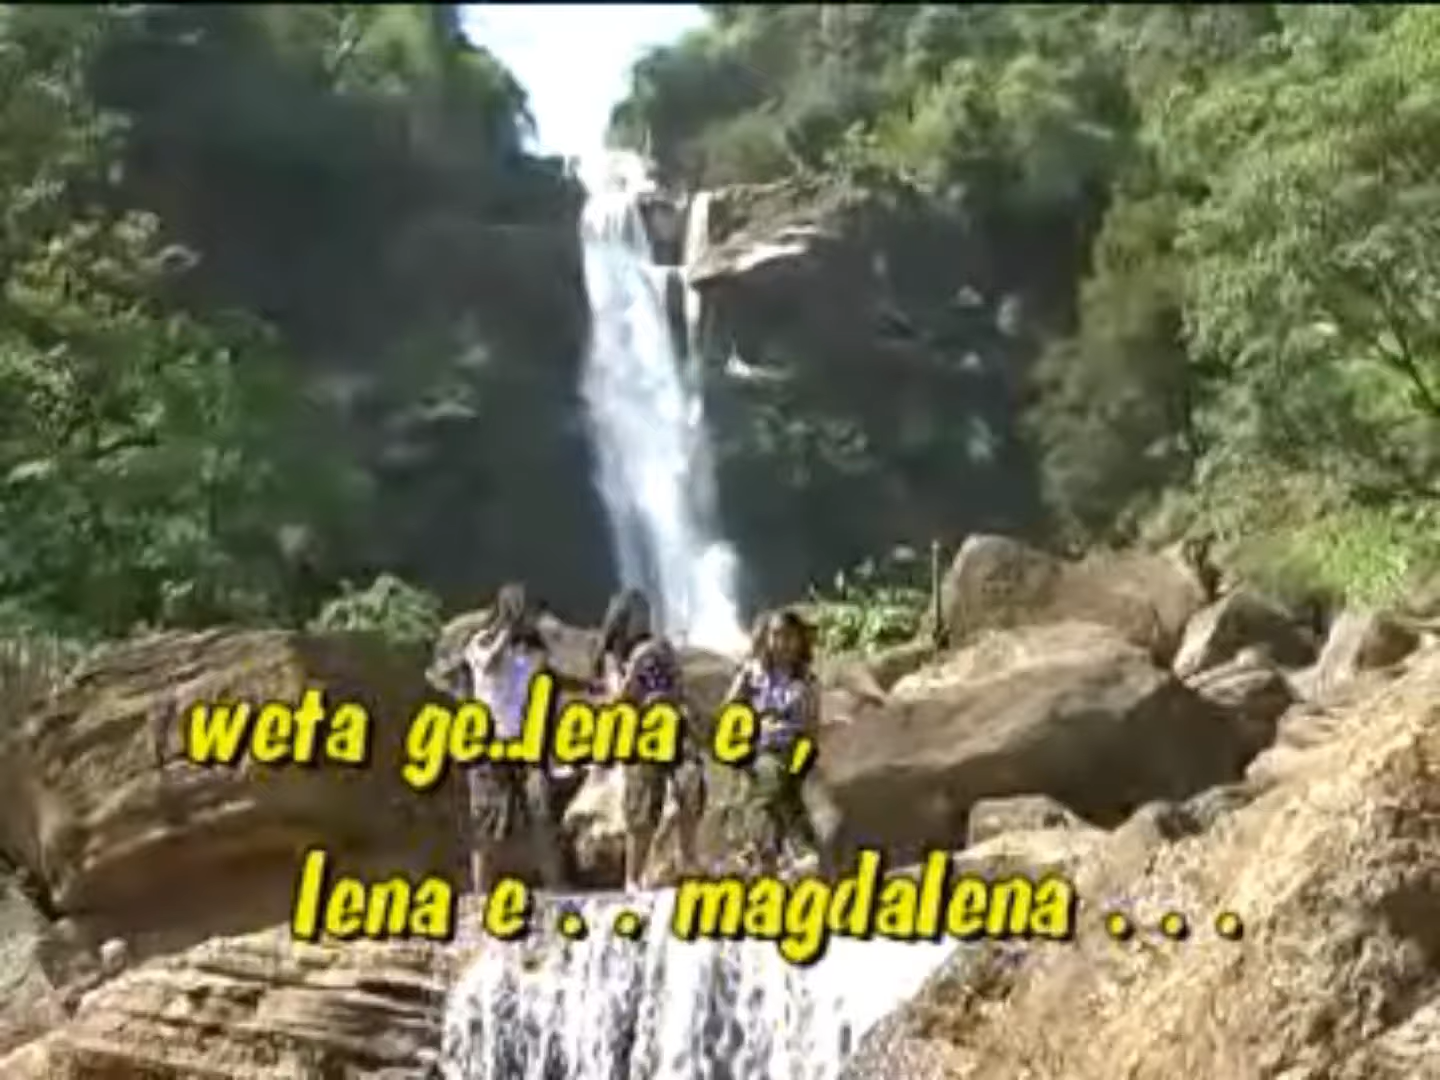 weta ge..lena e ,
lena e . . magdalena . . .